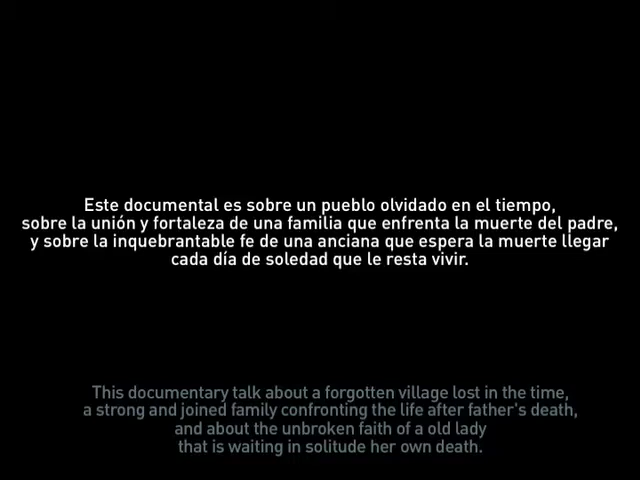 Este documental es sobre un pueblo olvidado en el tiempo,
sobre la unión y fortaleza de una familia que enfrenta la muerte del padre,
y sobre la inquebrantable fe de una anciana que espera la muerte llegar
cada día de soledad que le resta vivir.
This documentary talk about a forgotten village lost in the time,
a strong and joined family confronting the life after father's death,
and about the unbroken faith of a old lady
that is waiting in solitude her own death.